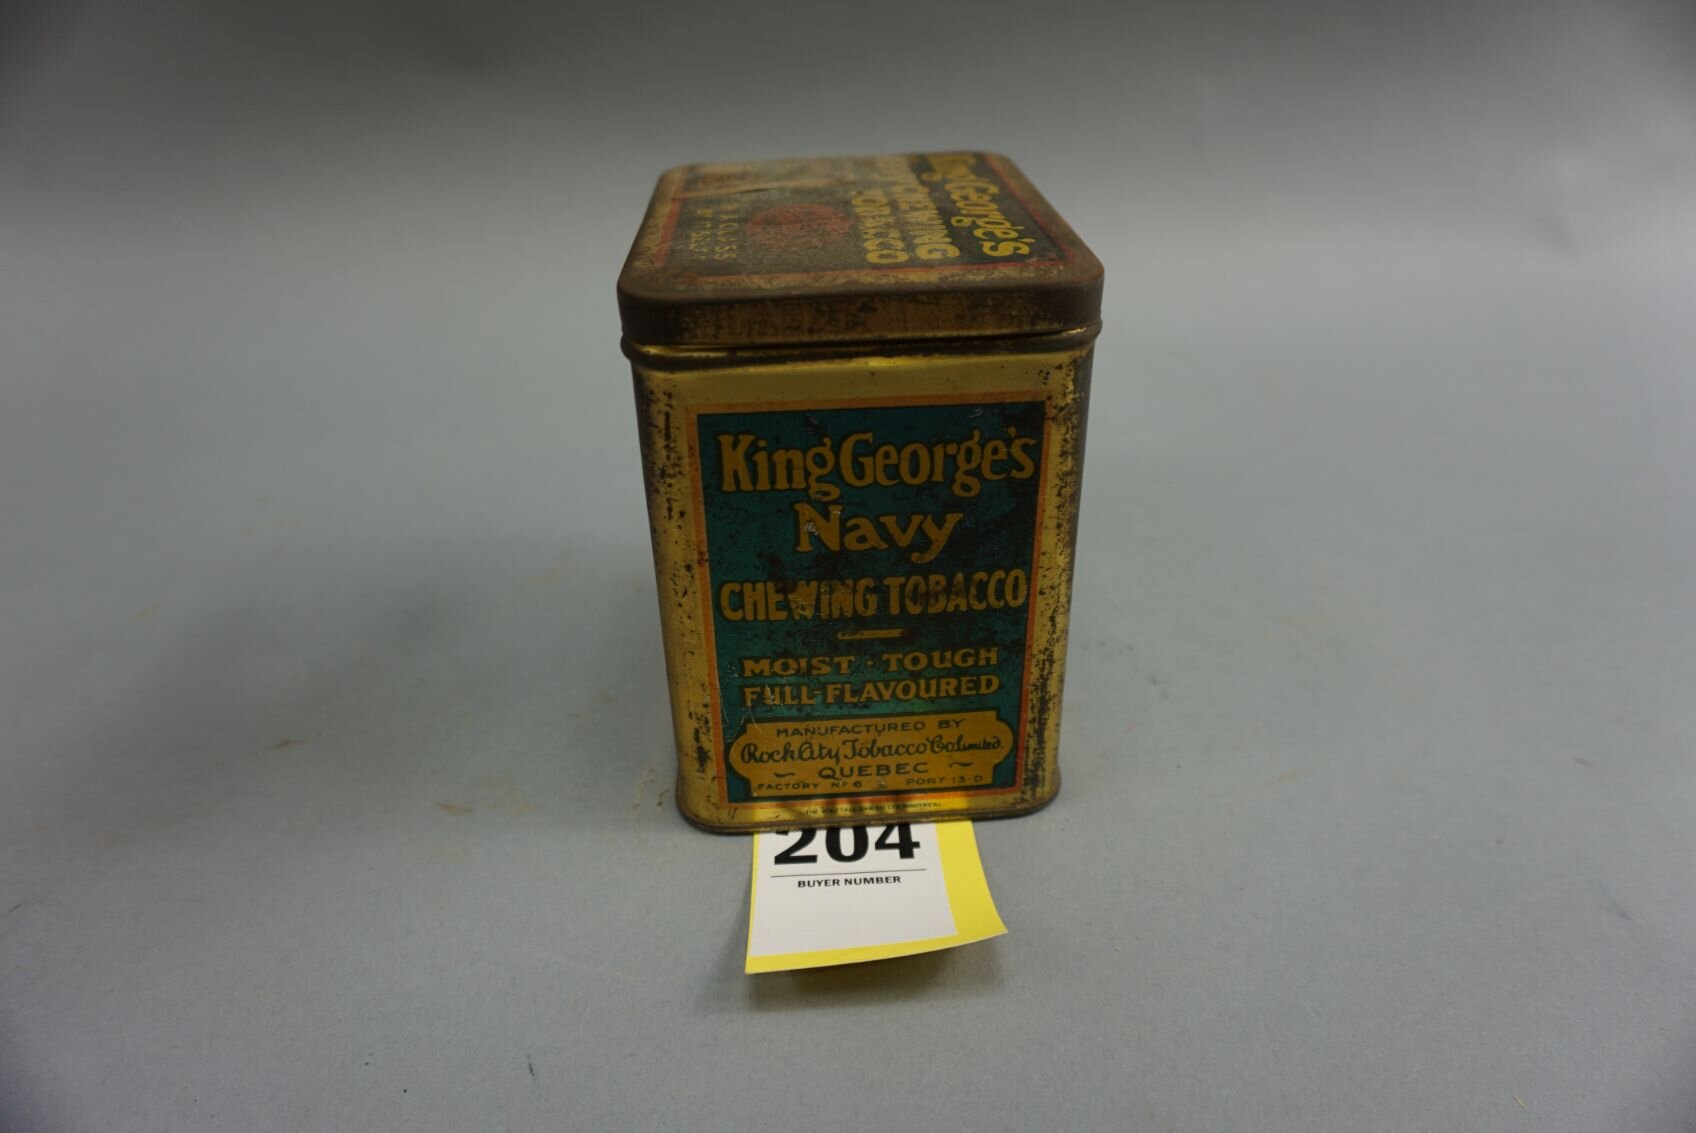 King George's
TOBACCO
King George's
Navy
CHEWING TOBACCO
MOIST · TOUGH
FULL-FLAVOURED
MANUFACTURED BY
Rock City Tobacco Co Limited.
QUEBEC
FACTORY Nº 6 PORT 13-D
204
BUYER NUMBER